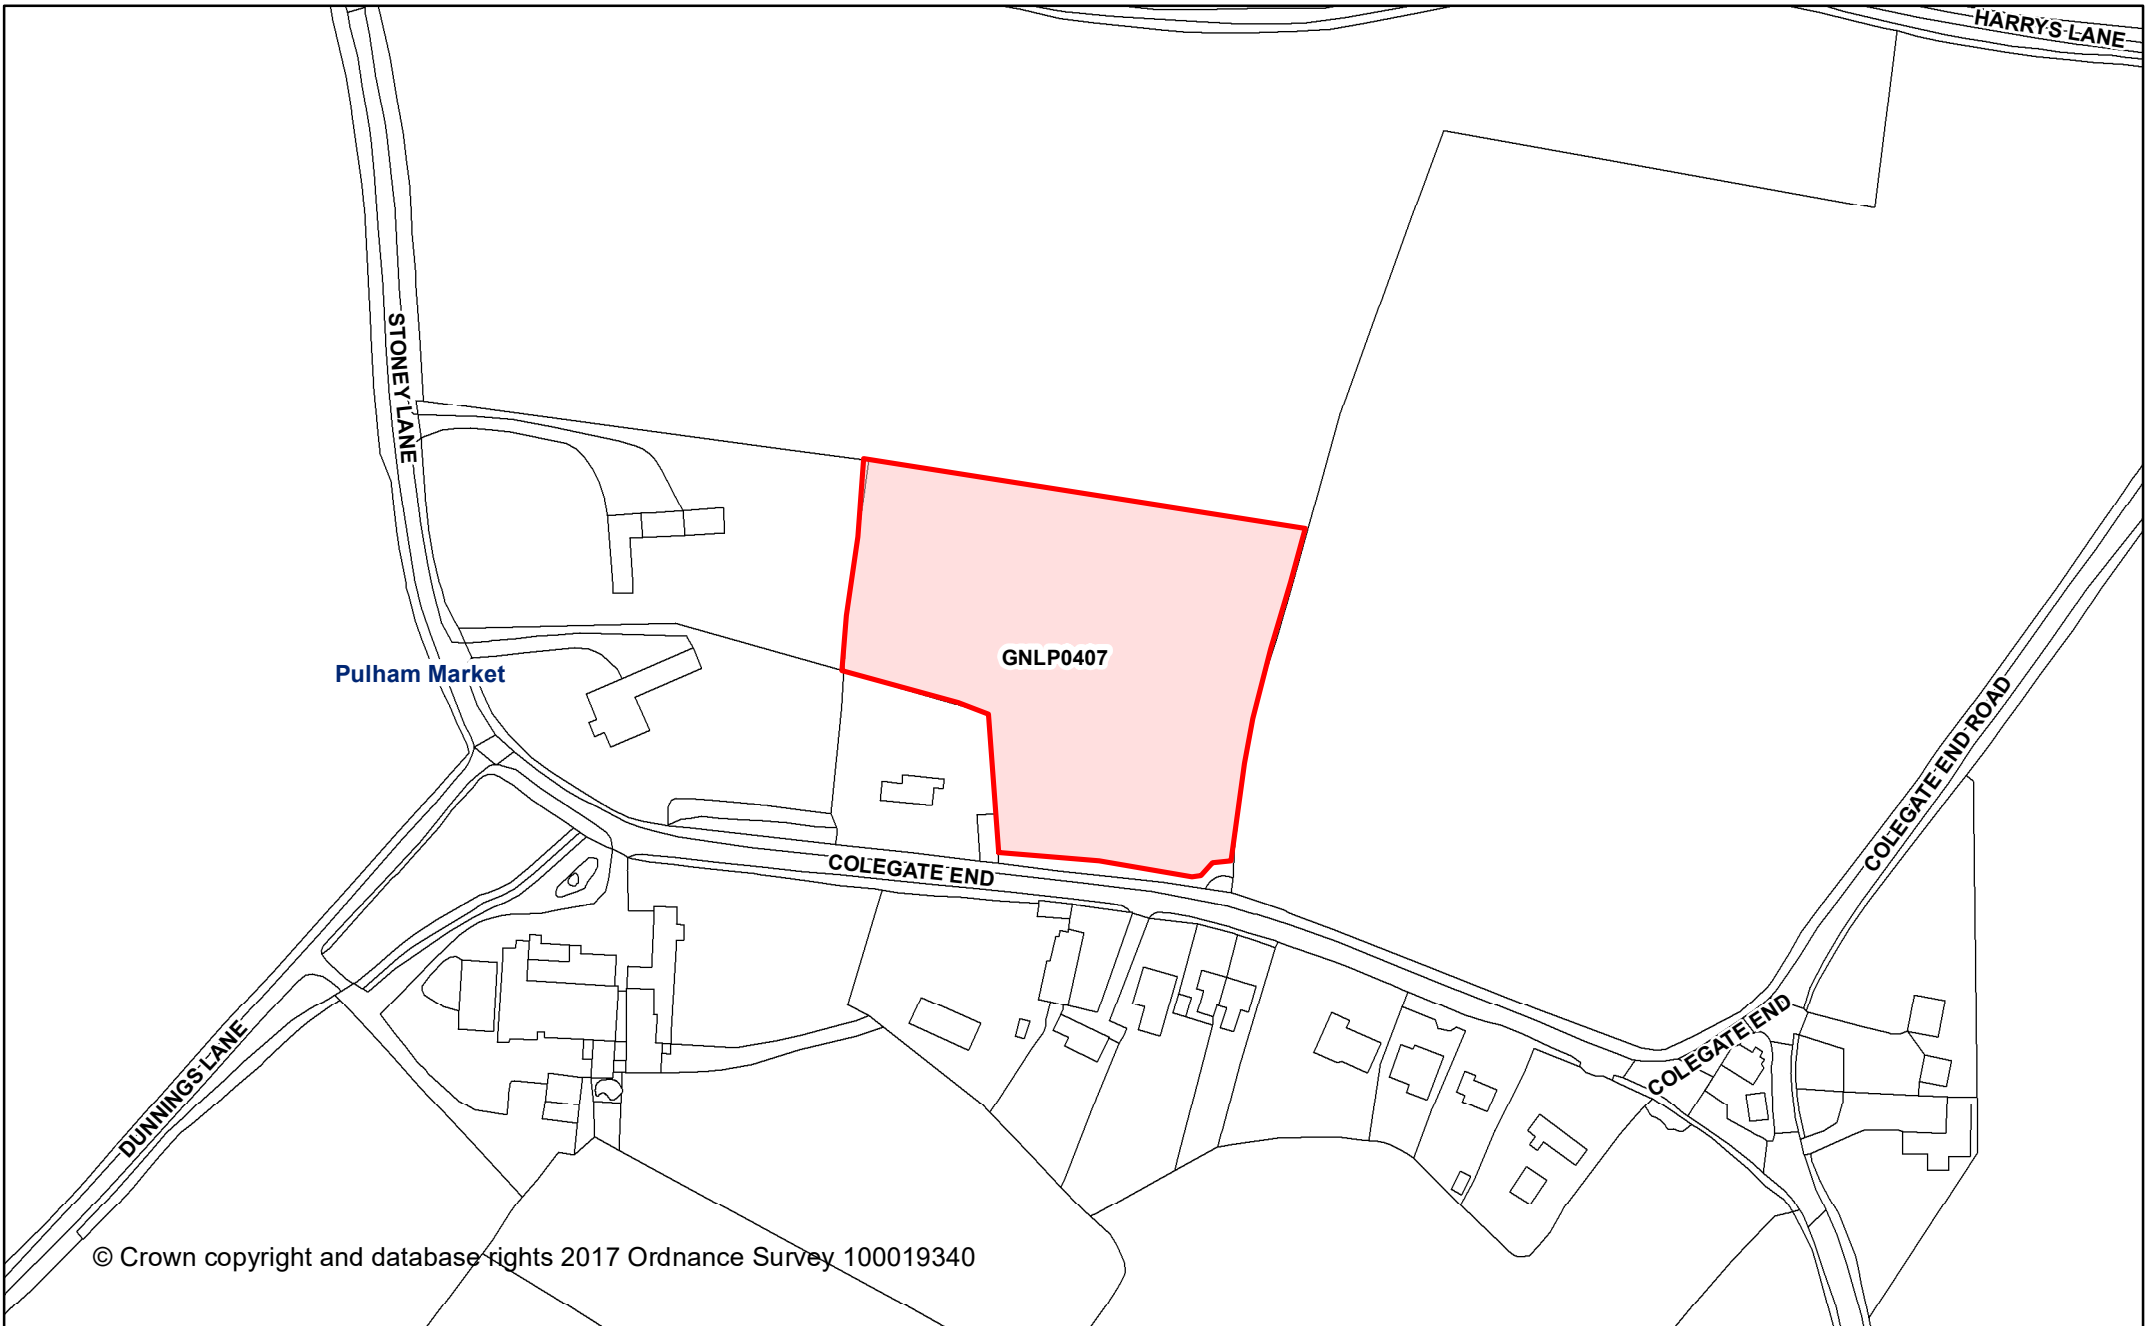 HARRYS LANE
STONEY LANE
GNLP0407
Pulham Market
COLEGATE END ROAD
COLEGATE END
COLEGATE END
DUNNINGS LANE
© Crown copyright and database rights 2017 Ordnance Survey 100019340